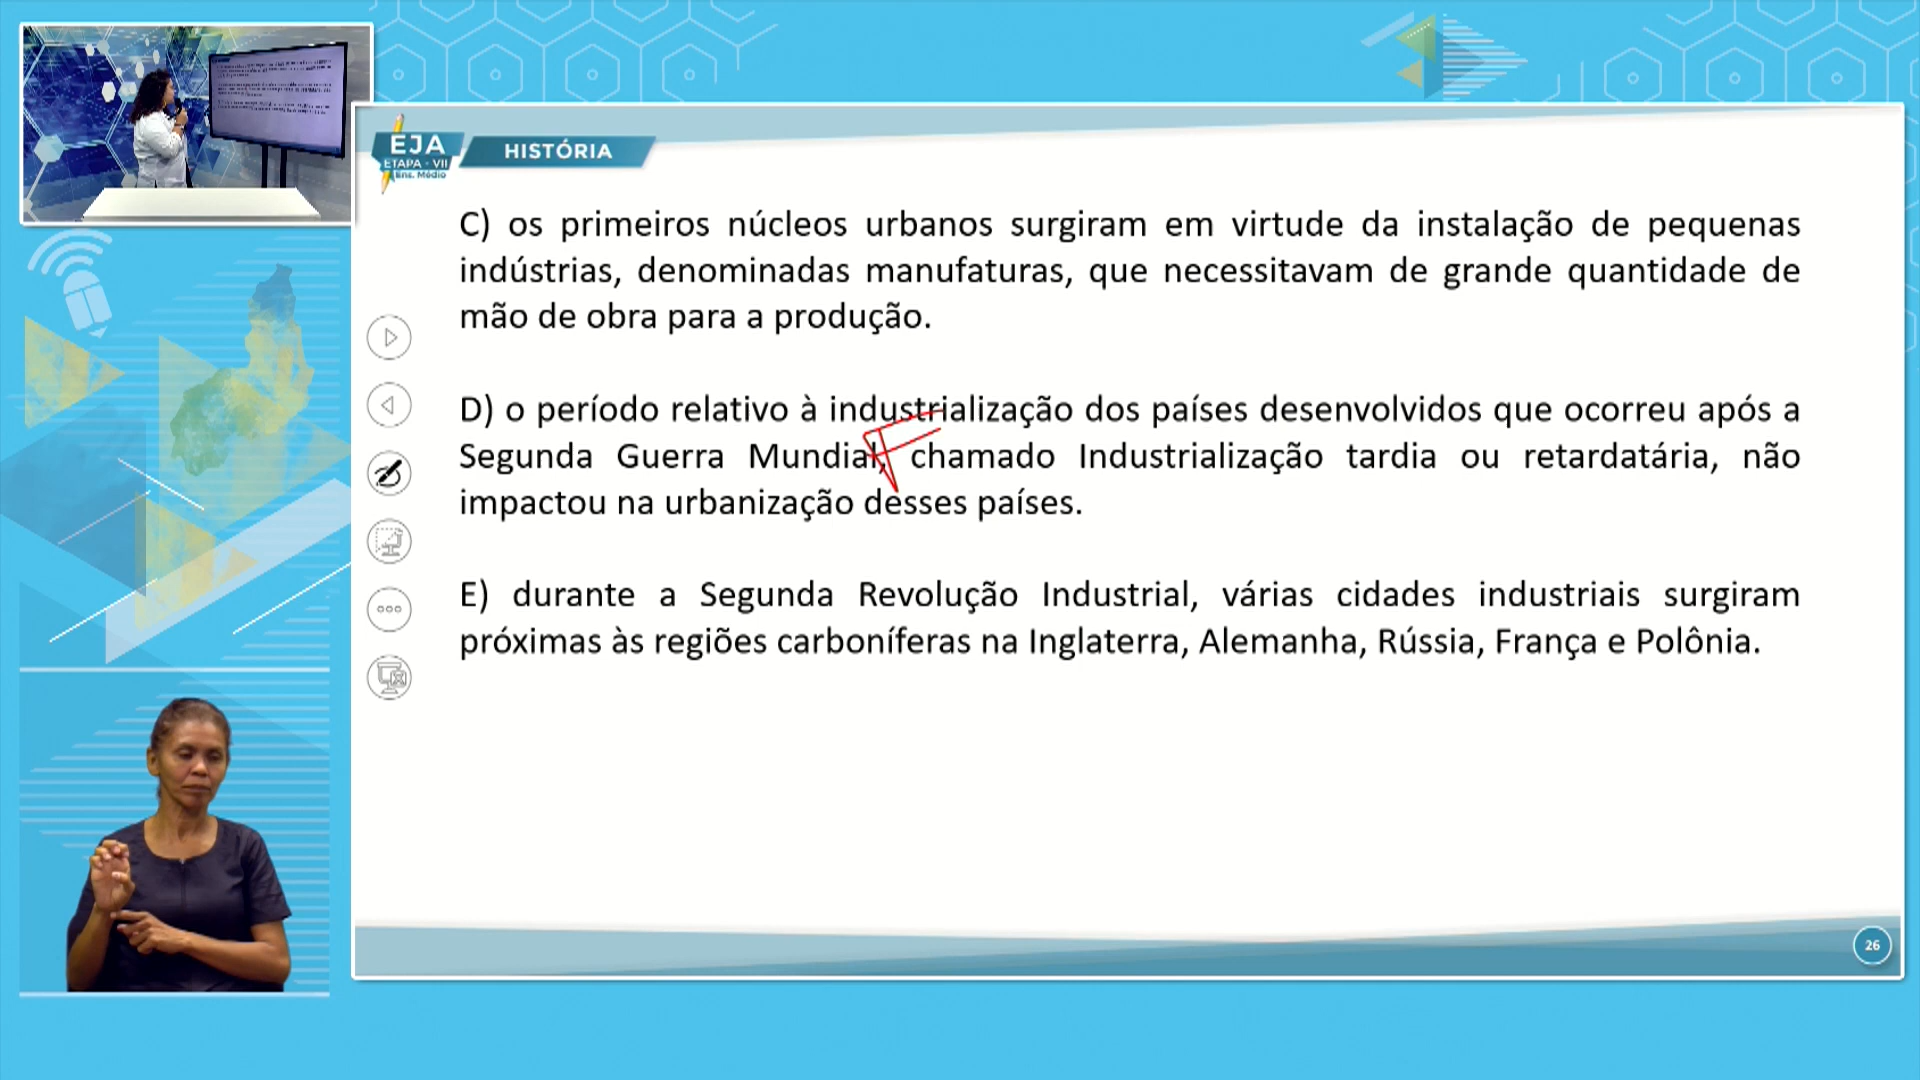 EJA
ETAPA - VII
Ens. Médio
HISTÓRIA
C) os primeiros núcleos urbanos surgiram em virtude da instalação de pequenas
indústrias, denominadas manufaturas, que necessitavam de grande quantidade de
mão de obra para a produção.
D) o período relativo à industrialização dos países desenvolvidos que ocorreu após a
Segunda Guerra Mundial, chamado Industrialização tardia ou retardatária, não
impactou na urbanização desses países.
F
E) durante a Segunda Revolução Industrial, várias cidades industriais surgiram
próximas às regiões carboníferas na Inglaterra, Alemanha, Rússia, França e Polônia.
26